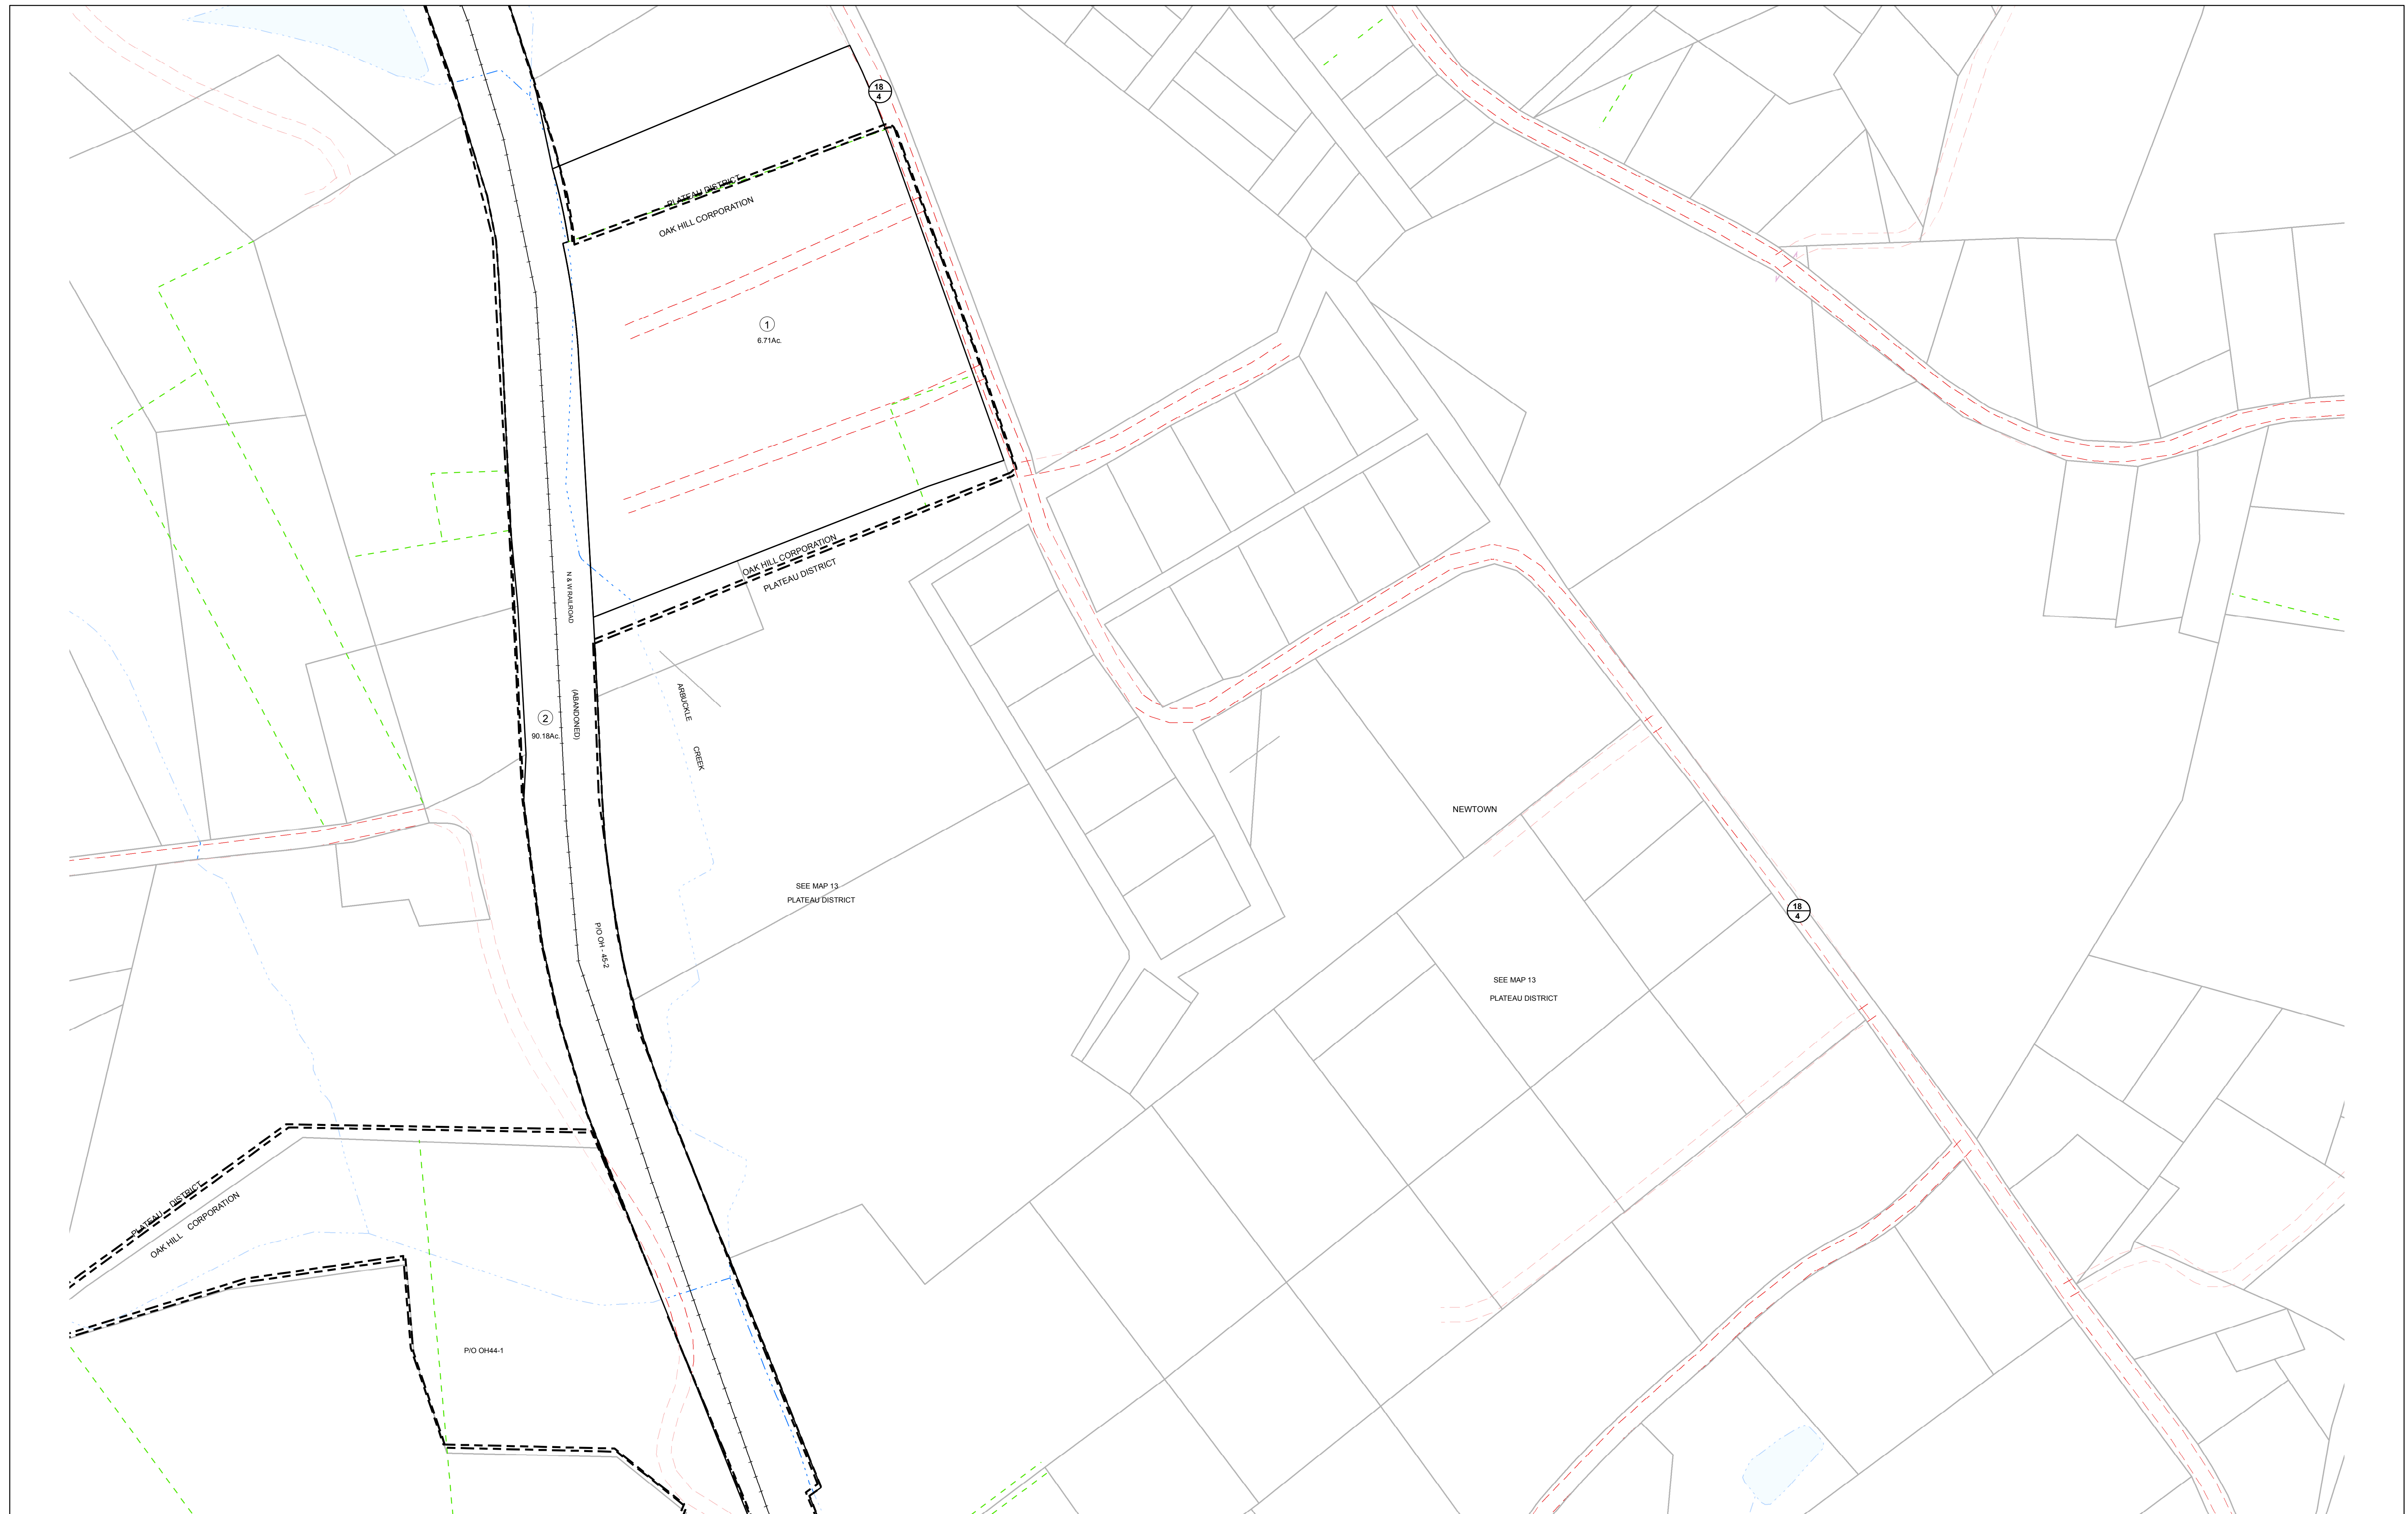 18
4
PLATEAU DISTRICT
OAK HILL CORPORATION
1
6.71Ac.
OAK HILL CORPORATION
PLATEAU DISTRICT
N & W RAILROAD
(ABANDONED)
2
90.18Ac.
ARBUCKLE
CREEK
NEWTOWN
SEE MAP 13
PLATEAU DISTRICT
P/O OH - 45-2
18
4
SEE MAP 13
PLATEAU DISTRICT
PLATEAU DISTRICT
OAK HILL CORPORATION
P/O OH44-1